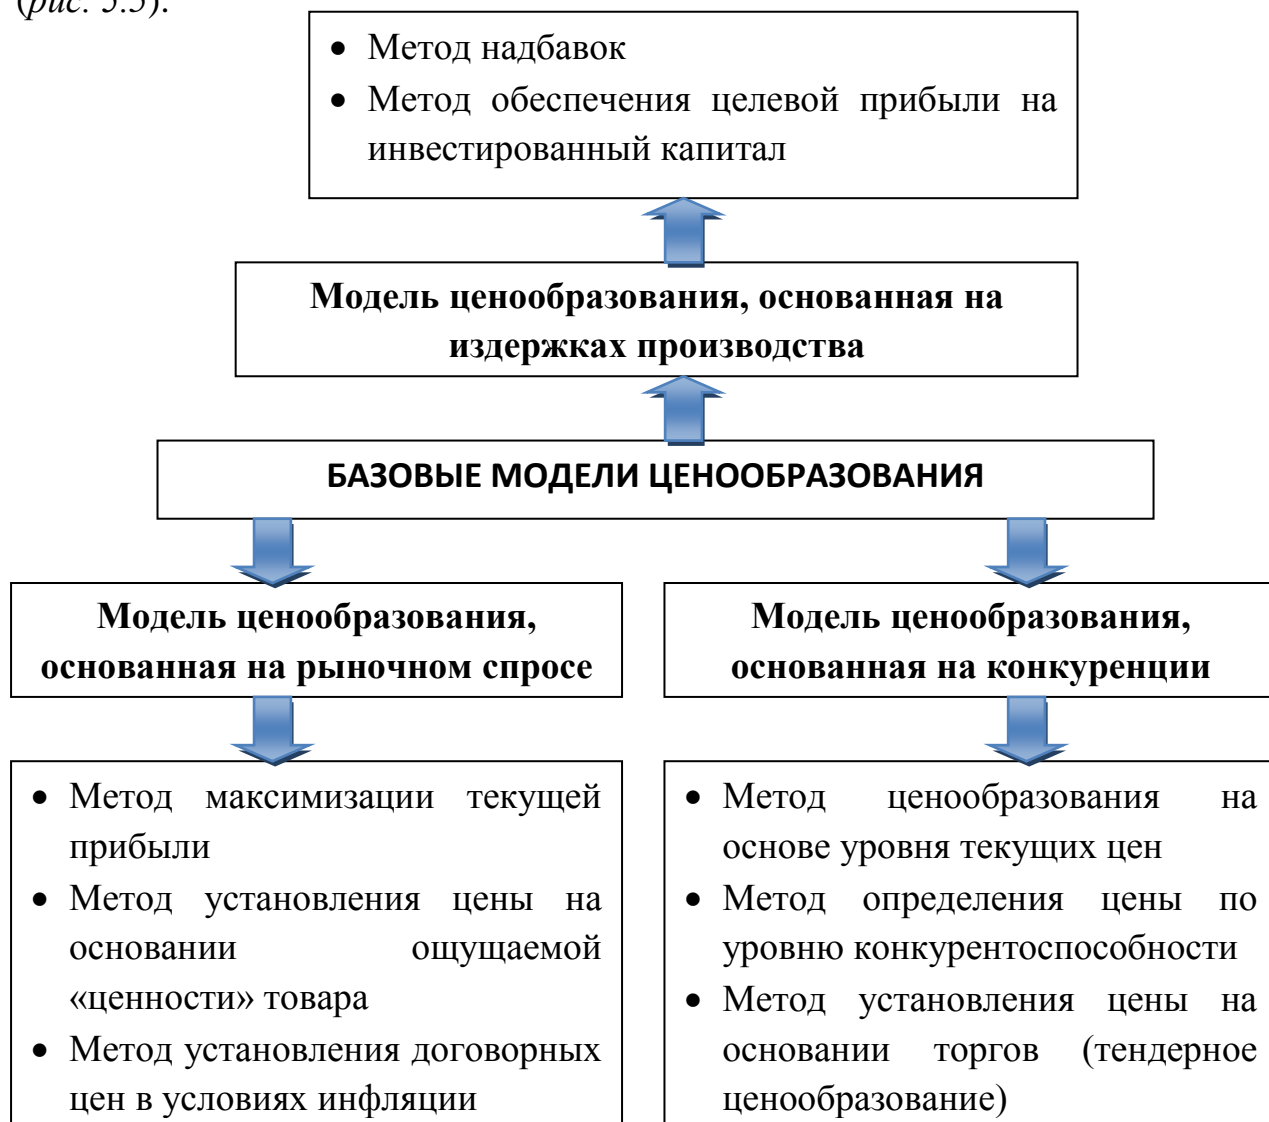 (рис. 5.5).
• Метод надбавок
• Метод обеспечения целевой прибыли на
инвестированный капитал
Модель ценообразования, основанная на
издержках производства
БАЗОВЫЕ МОДЕЛИ ЦЕНООБРАЗОВАНИЯ
Модель ценообразования,
основанная на рыночном спросе
Модель ценообразования,
основанная на конкуренции
• Метод максимизации текущей
прибыли
• Метод установления цены на
основании ощущаемой
«ценности» товара
• Метод установления договорных
цен в условиях инфляции
• Метод ценообразования на
основе уровня текущих цен
• Метод определения цены по
уровню конкурентоспособности
• Метод установления цены на
основании торгов (тендерное
ценообразование)